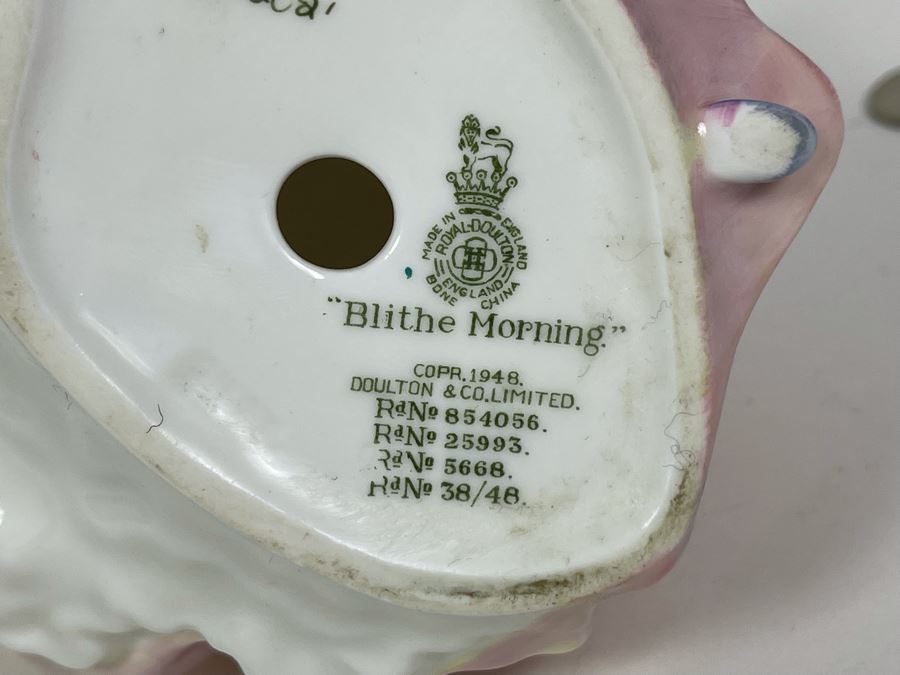 MADE IN ENGLAND
ROYAL·DOULTON
ENGLAND
BONE CHINA
“Blithe Morning.”
COPR.1948.
DOULTON & CO.LIMITED.
RdNo 854056.
RdNo 25993.
RdNo 5668.
RdNo 38/48.